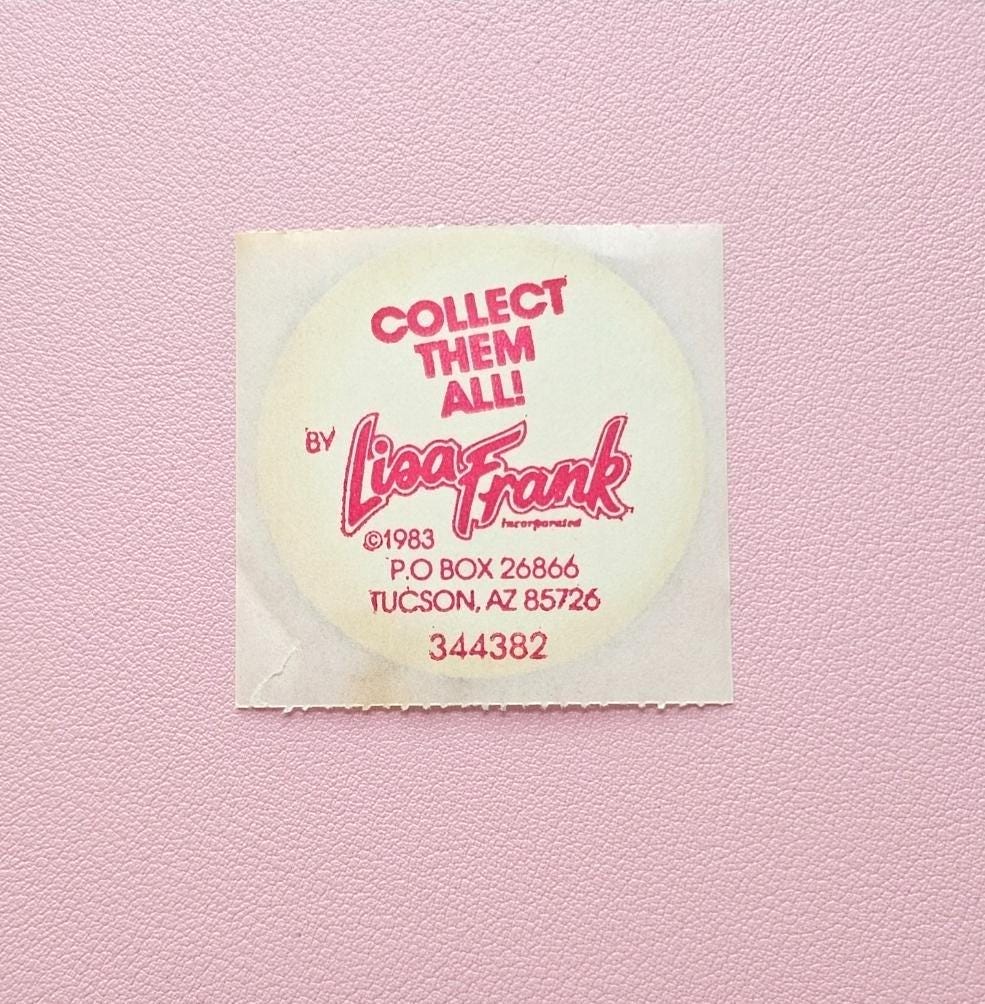 COLLECT
THEM
ALL!
BY Lisa Frank
Incorporated
©1983
P.O BOX 26866
TUCSON, AZ 85726
344382